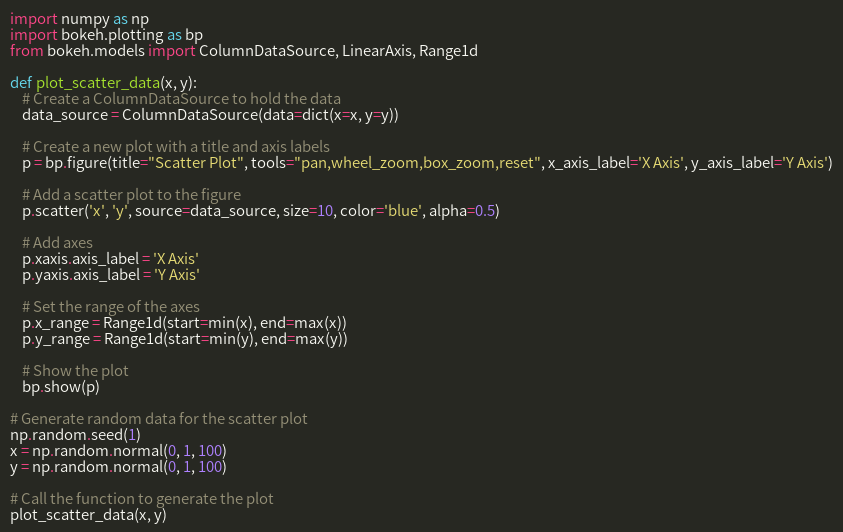 import numpy as np
import bokeh.plotting as bp
from bokeh.models import ColumnDataSource, LinearAxis, Range1d

def plot_scatter_data(x, y):
    # Create a ColumnDataSource to hold the data
    data_source = ColumnDataSource(data=dict(x=x, y=y))

    # Create a new plot with a title and axis labels
    p = bp.figure(title="Scatter Plot", tools="pan,wheel_zoom,box_zoom,reset", x_axis_label='X Axis', y_axis_label='Y Axis')

    # Add a scatter plot to the figure
    p.scatter('x', 'y', source=data_source, size=10, color='blue', alpha=0.5)

    # Add axes
    p.xaxis.axis_label = 'X Axis'
    p.yaxis.axis_label = 'Y Axis'

    # Set the range of the axes
    p.x_range = Range1d(start=min(x), end=max(x))
    p.y_range = Range1d(start=min(y), end=max(y))

    # Show the plot
    bp.show(p)

# Generate random data for the scatter plot
np.random.seed(1)
x = np.random.normal(0, 1, 100)
y = np.random.normal(0, 1, 100)

# Call the function to generate the plot
plot_scatter_data(x, y)